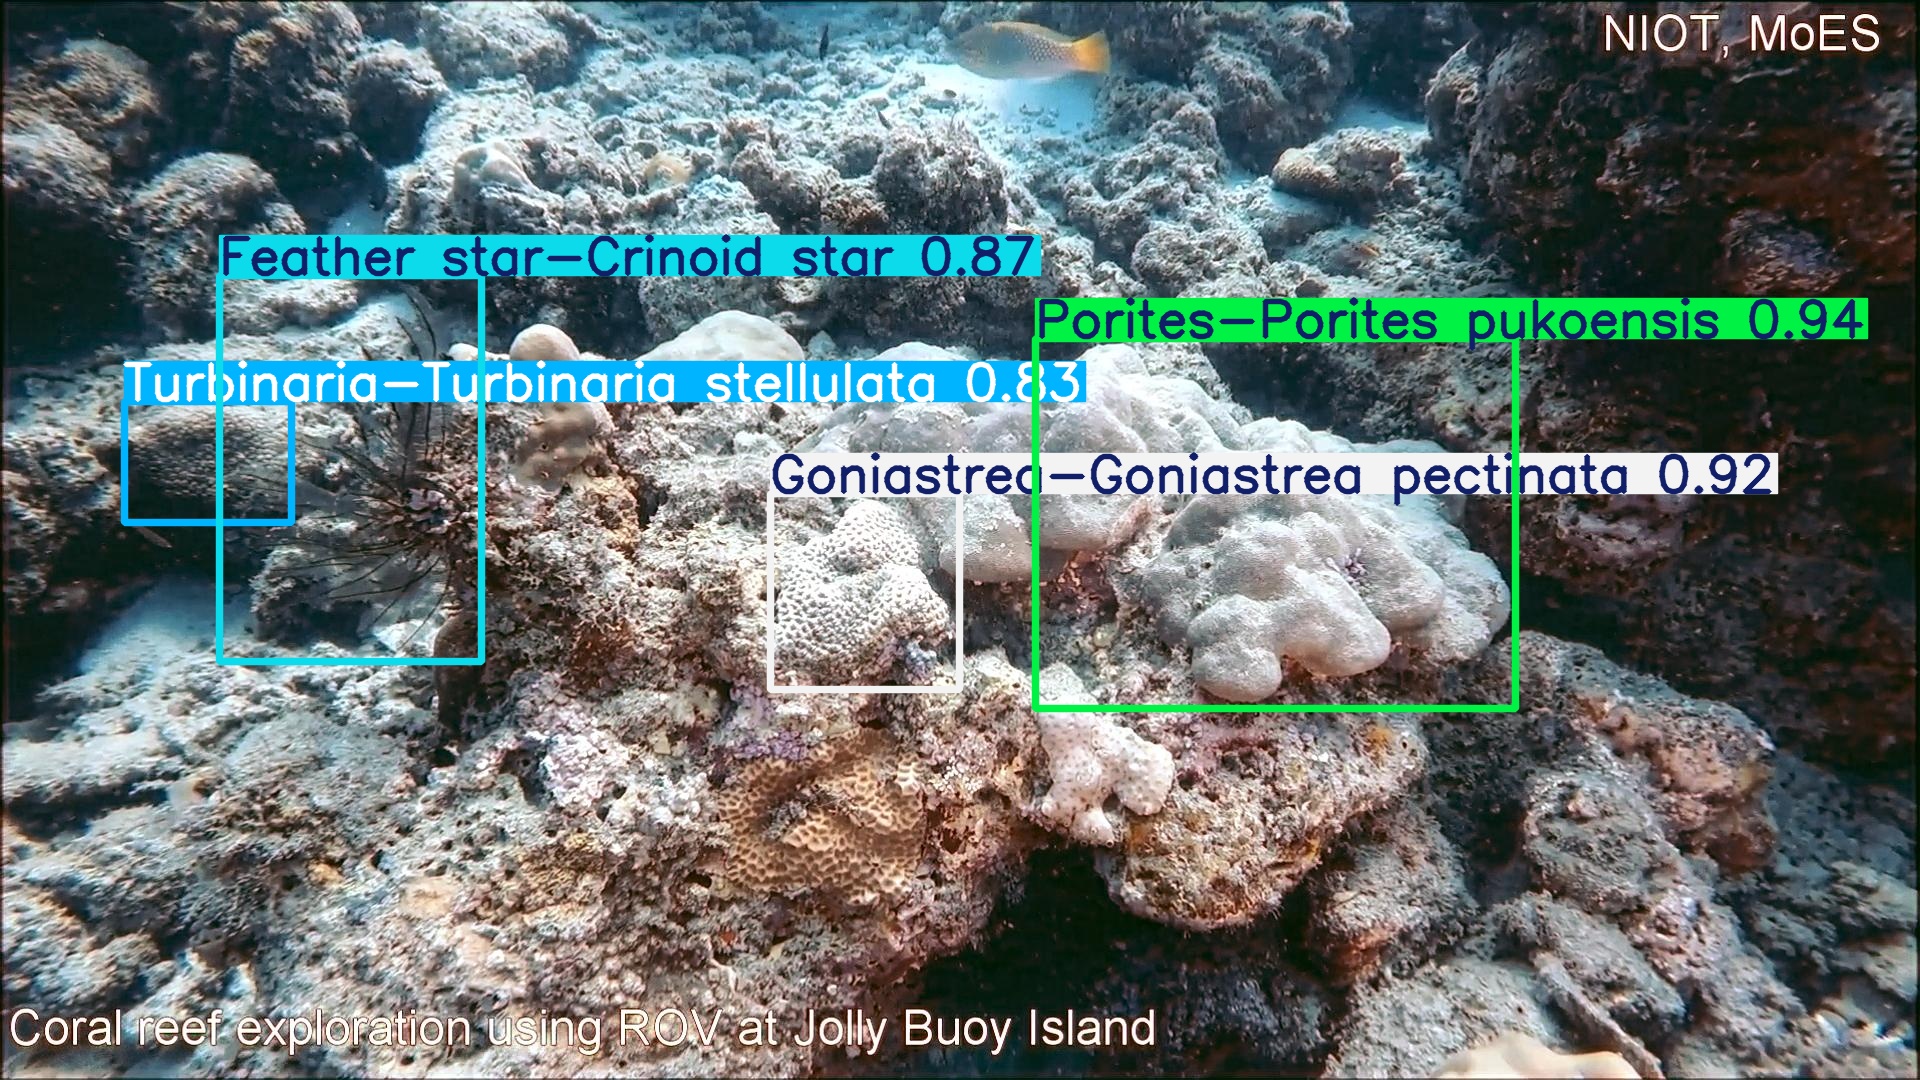 NIOT, MoES
Feather star-Crinoid star 0.87
Porites-Porites pukoensis 0.94
Turbinaria-Turbinaria stellulata 0.83
Goniastrea-Goniastrea pectinata 0.92
Coral reef exploration using ROV at Jolly Buoy Island